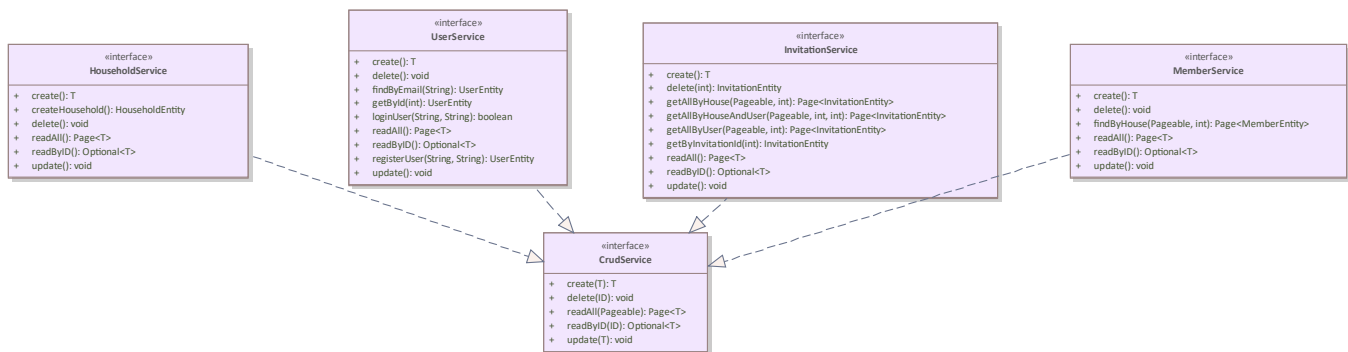 «interface»
HouseholdService
+ create(): T
+ createHousehold(): HouseholdEntity
+ delete(): void
+ readAll(): Page<T>
+ readByID(): Optional<T>
+ update(): void
«interface»
UserService
+ create(): T
+ delete(): void
+ findByEmail(String): UserEntity
+ getById(int): UserEntity
+ loginUser(String, String): boolean
+ readAll(): Page<T>
+ readByID(): Optional<T>
+ registerUser(String, String): UserEntity
+ update(): void
«interface»
InvitationService
+ create(): T
+ delete(int): InvitationEntity
+ getAllByHouse(Pageable, int): Page<InvitationEntity>
+ getAllByHouseAndUser(Pageable, int, int): Page<InvitationEntity>
+ getAllByUser(Pageable, int): Page<InvitationEntity>
+ getByInvitationId(int): InvitationEntity
+ readAll(): Page<T>
+ readByID(): Optional<T>
+ update(): void
«interface»
MemberService
+ create(): T
+ delete(): void
+ findByHouse(Pageable, int): Page<MemberEntity>
+ readAll(): Page<T>
+ readByID(): Optional<T>
+ update(): void
«interface»
CrudService
+ create(T): T
+ delete(ID): void
+ readAll(Pageable): Page<T>
+ readByID(ID): Optional<T>
+ update(T): void